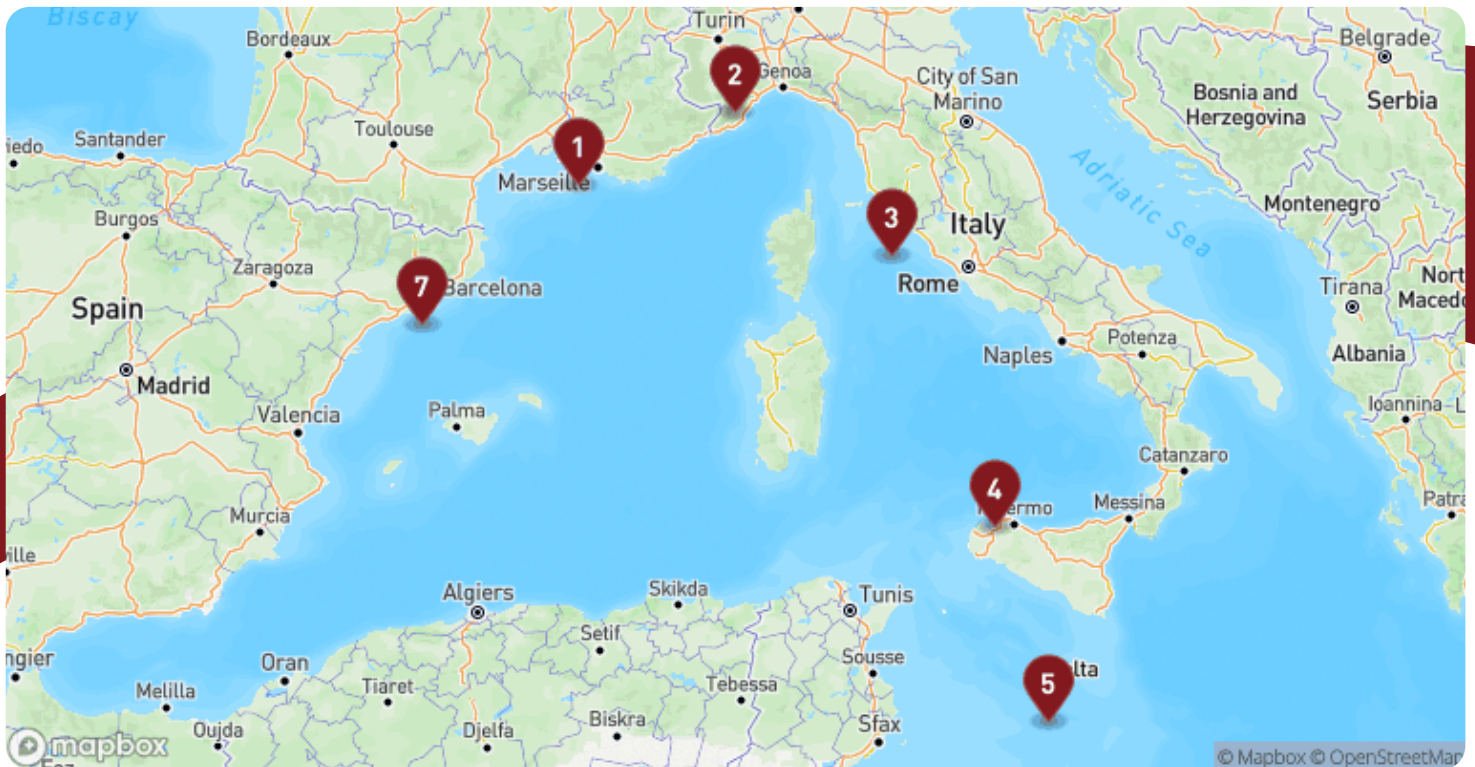 Biscay
Turin
Bordeaux
2
Genoa
City of San
Marino
Belgrade
Bosnia and
Herzegovina
Serbia
Santander
Toulouse
1
Marseille
Adriatic Sea
Burgos
3
Italy
Montenegro
Zaragoza
Rome
Tirana
7
Barcelona
Spain
Naples
Potenza
Albania
Madrid
Valencia
Palma
Ioannina
Catanzaro
4
Messina
Murcia
Algiers
Skikda
Tunis
Setif
Oran
Sousse
5
Melilla
Tiaret
Tebessa
Oujda
Djelfa
Biskra
Sfax
mapbox
© Mapbox © OpenStreetMap